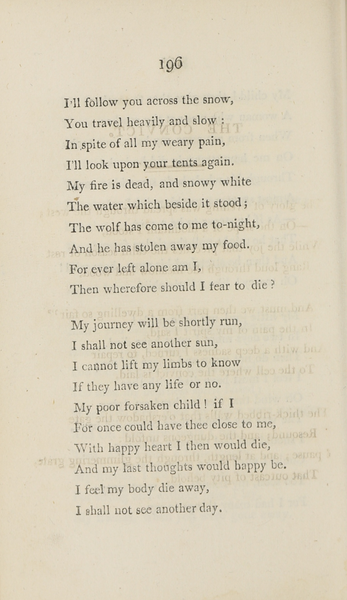 196
I'll follow you across the snow,
You travel heavily and slow :
In spite of all my weary pain,
I'll look upon your tents again.
My fire is dead, and snowy white
The water which beside it stood;
The wolf has come to me to-night,
And he has stolen away my food.
For ever left alone am I,
Then wherefore should I fear to die ?
My journey will be shortly run,
I shall not see another sun,
I cannot lift my limbs to know
If they have any life or no.
My poor forsaken child ! if I
For once could have thee close to me,
With happy heart I then would die,
And my last thoughts would happy be.
I feel my body die away,
I shall not see another day.